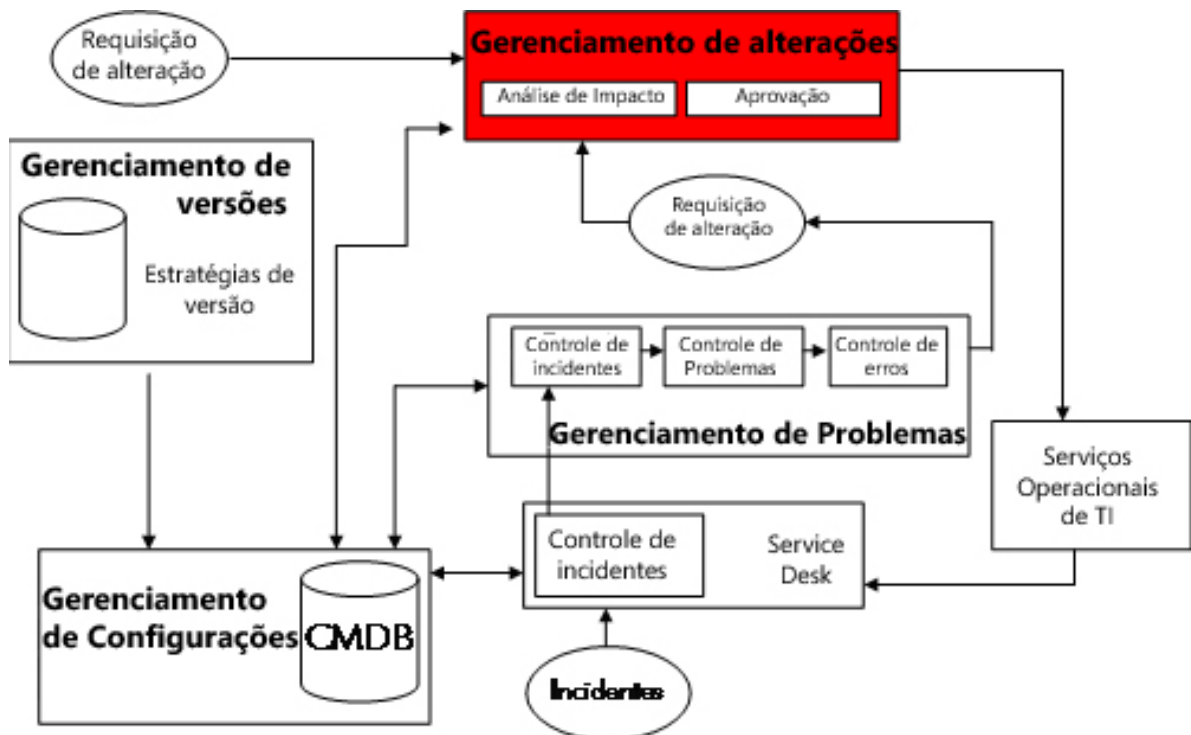 Requisição
de alteração
Gerenciamento de alterações
Análise de Impacto
Aprovação
Gerenciamento de
versões
Estratégias de
versão
Requisição
de alteração
Controle de
incidentes
Controle de
Problemas
Controle de
erros
Gerenciamento de Problemas
Serviços
Operacionais
de TI
Controle de
incidentes
Service
Desk
Gerenciamento
de Configurações
CMDB
Incidentes